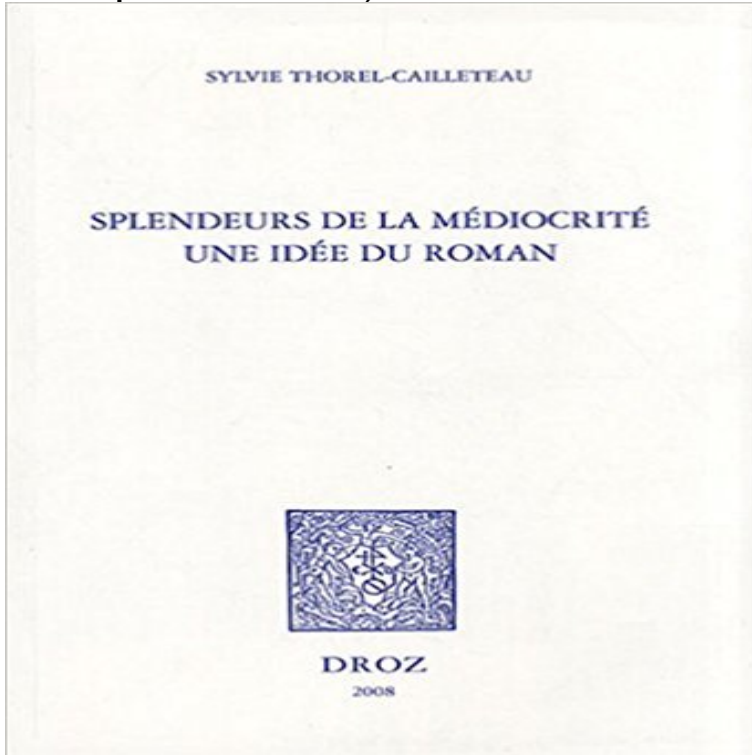 SYLVIE THOREL-CAILLETEAU
SPLENDEURS DE LA MÉDIOCRITÉ
UNE IDÉE DU ROMAN
DROZ
2008